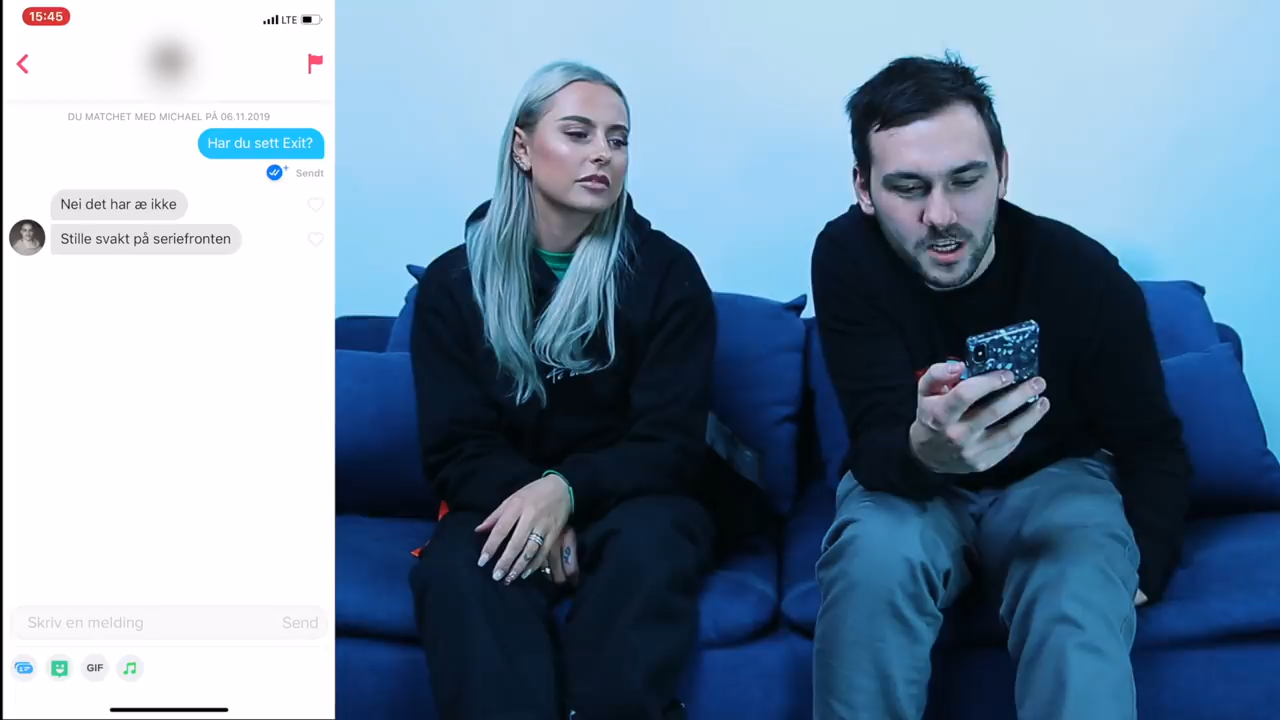 15:45
LTE
DU MATCHET MED MICHAEL PÅ 06.11.2019
Har du sett Exit?
Sendt
Nei det har æ ikke
Stille svakt på seriefronten
Skriv en melding
Send
GIF